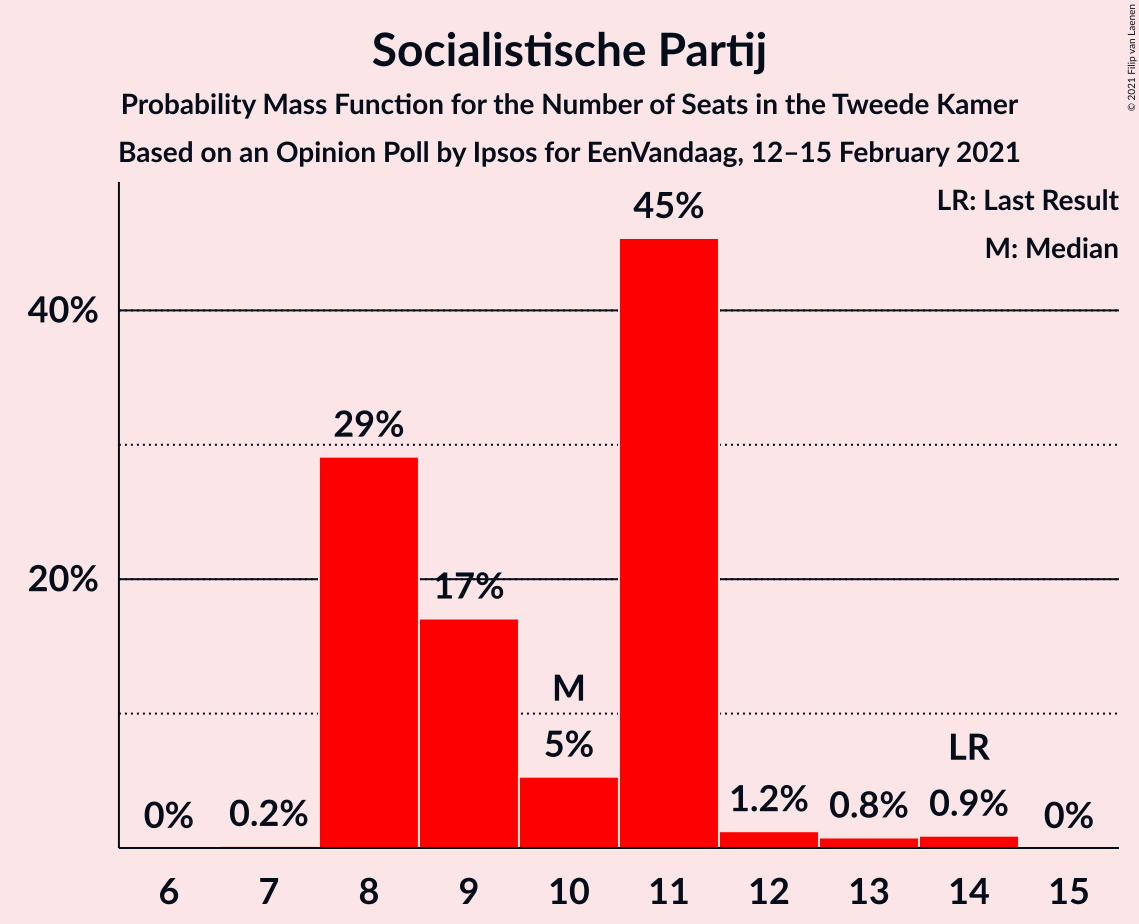 Socialistische Partij
Probability Mass Function for the Number of Seats in the Tweede Kamer
Based on an Opinion Poll by Ipsos for EenVandaag, 12–15 February 2021
© 2021 Filip van Laenen
LR: Last Result
M: Median
45%
40%
29%
20%
17%
M
5%
LR
0%
0.2%
1.2%
0.8%
0.9%
0%
6 7 8 9 10 11 12 13 14 15